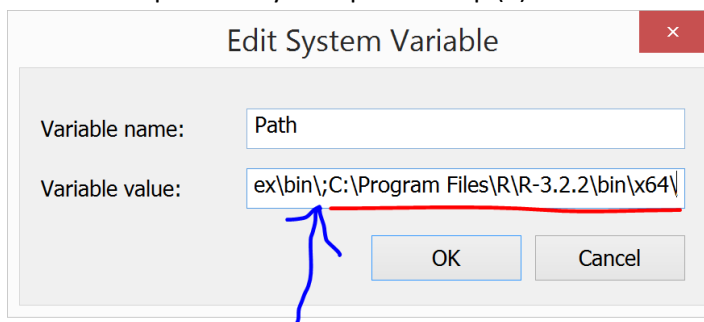 Edit System Variable
×
Variable name:
Path
Variable value:
ex\bin\;C:\Program Files\R\R-3.2.2\bin\x64\
OK
Cancel